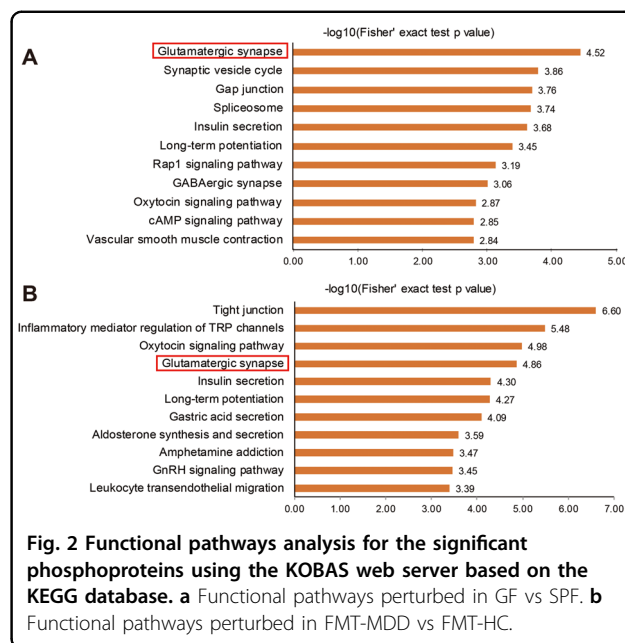 A
-log10(Fisher' exact test p value)
Glutamatergic synapse 4.52
Synaptic vesicle cycle 3.86
Gap junction 3.76
Spliceosome 3.74
Insulin secretion 3.68
Long-term potentiation 3.45
Rap1 signaling pathway 3.19
GABAergic synapse 3.06
Oxytocin signaling pathway 2.87
cAMP signaling pathway 2.85
Vascular smooth muscle contraction 2.84
0.00 1.00 2.00 3.00 4.00 5.00
B
-log10(Fisher' exact test p value)
Tight junction 6.60
Inflammatory mediator regulation of TRP channels 5.48
Oxytocin signaling pathway 4.98
Glutamatergic synapse 4.86
Insulin secretion 4.30
Long-term potentiation 4.27
Gastric acid secretion 4.09
Aldosterone synthesis and secretion 3.59
Amphetamine addiction 3.47
GnRH signaling pathway 3.45
Leukocyte transendothelial migration 3.39
0.00 1.00 2.00 3.00 4.00 5.00 6.00 7.00
Fig. 2 Functional pathways analysis for the significant
phosphoproteins using the KOBAS web server based on the
KEGG database. a Functional pathways perturbed in GF vs SPF. b
Functional pathways perturbed in FMT-MDD vs FMT-HC.